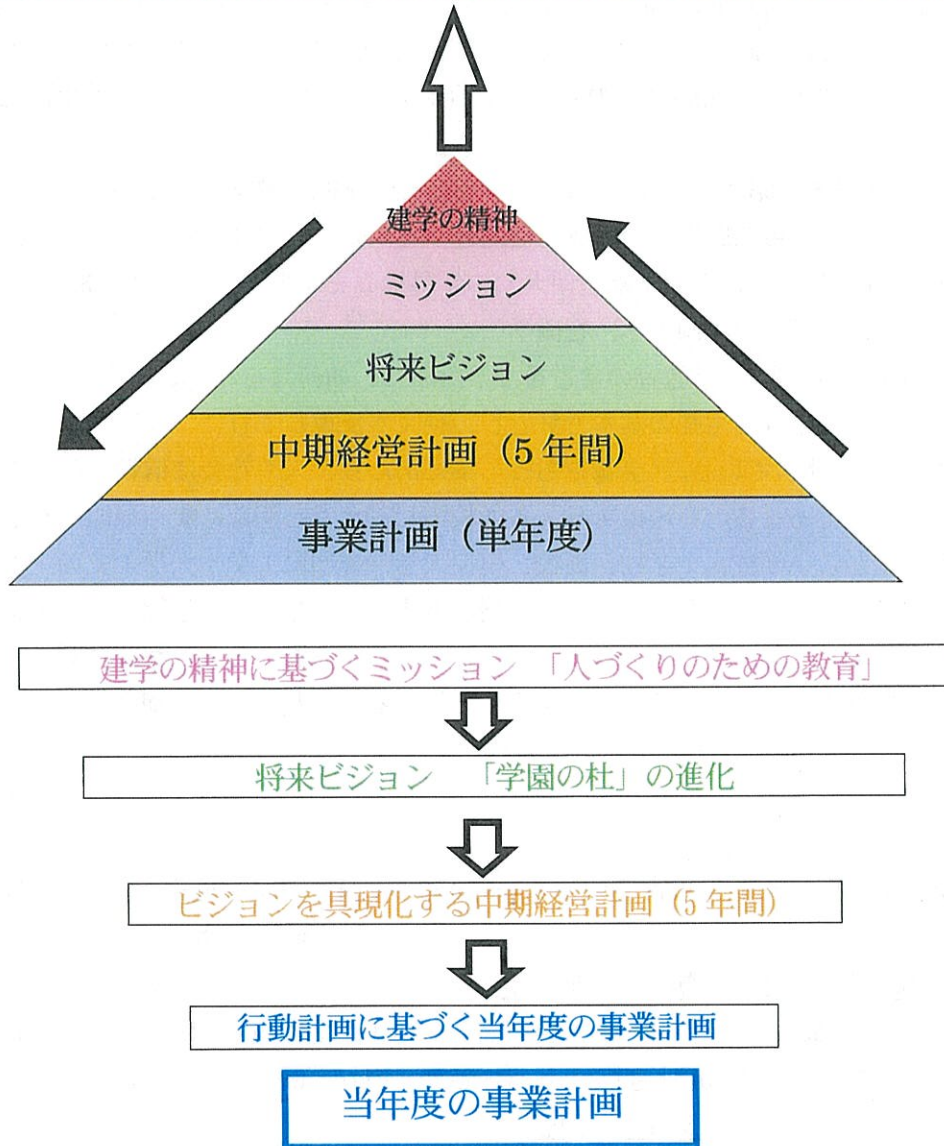 建学の精神
ミッション
将来ビジョン
中期経営計画（5年間）
事業計画（単年度）
建学の精神に基づくミッション　「人づくりのための教育」
将来ビジョン　「学園の杜」の進化
ビジョンを具現化する中期経営計画（5年間）
行動計画に基づく当年度の事業計画
当年度の事業計画